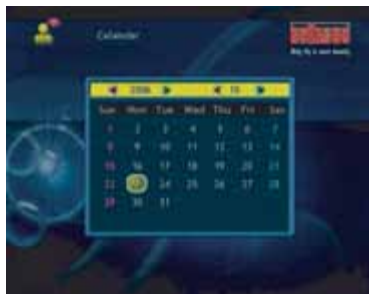 Calendar
2006 10
Sun Mon Tue Wed Thu Fri Sat
1 2 3 4 5 6 7
8 9 10 11 12 13 14
15 16 17 18 19 20 21
22 23 24 25 26 27 28
29 30 31